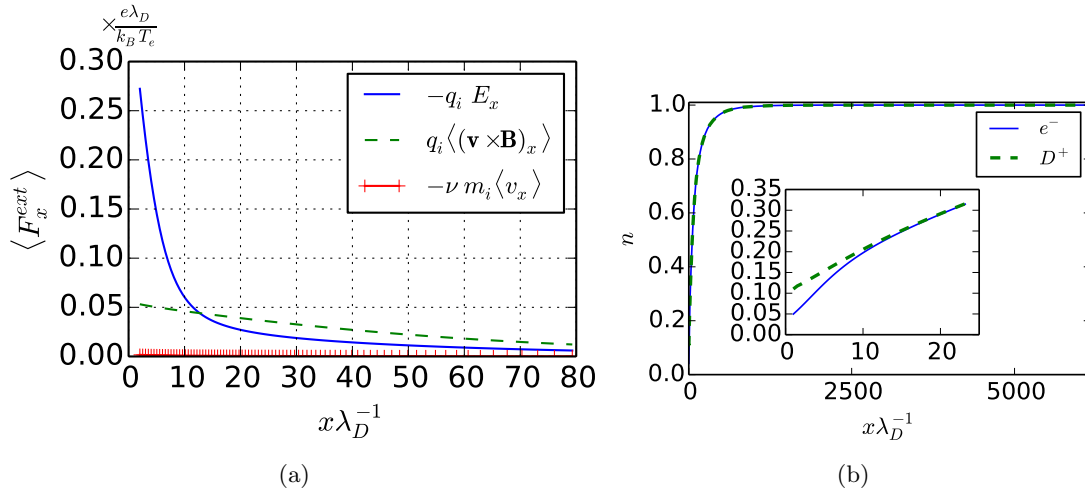 ×eλ_D/k_B T_e
⟨F_x^{ext}⟩
0.30
0.25
0.20
0.15
0.10
0.05
0.00
−q_i E_x
q_i⟨(v×B)_x⟩
−ν m_i⟨v_x⟩
0 10 20 30 40 50 60 70 80
xλ_D^{−1}
(a)
n
1.0
0.8
0.6
0.4
0.2
0.0
e^−
D^+
0.35
0.30
0.25
0.20
0.15
0.10
0.05
0.00
0 10 20
0 2500 5000
xλ_D^{−1}
(b)